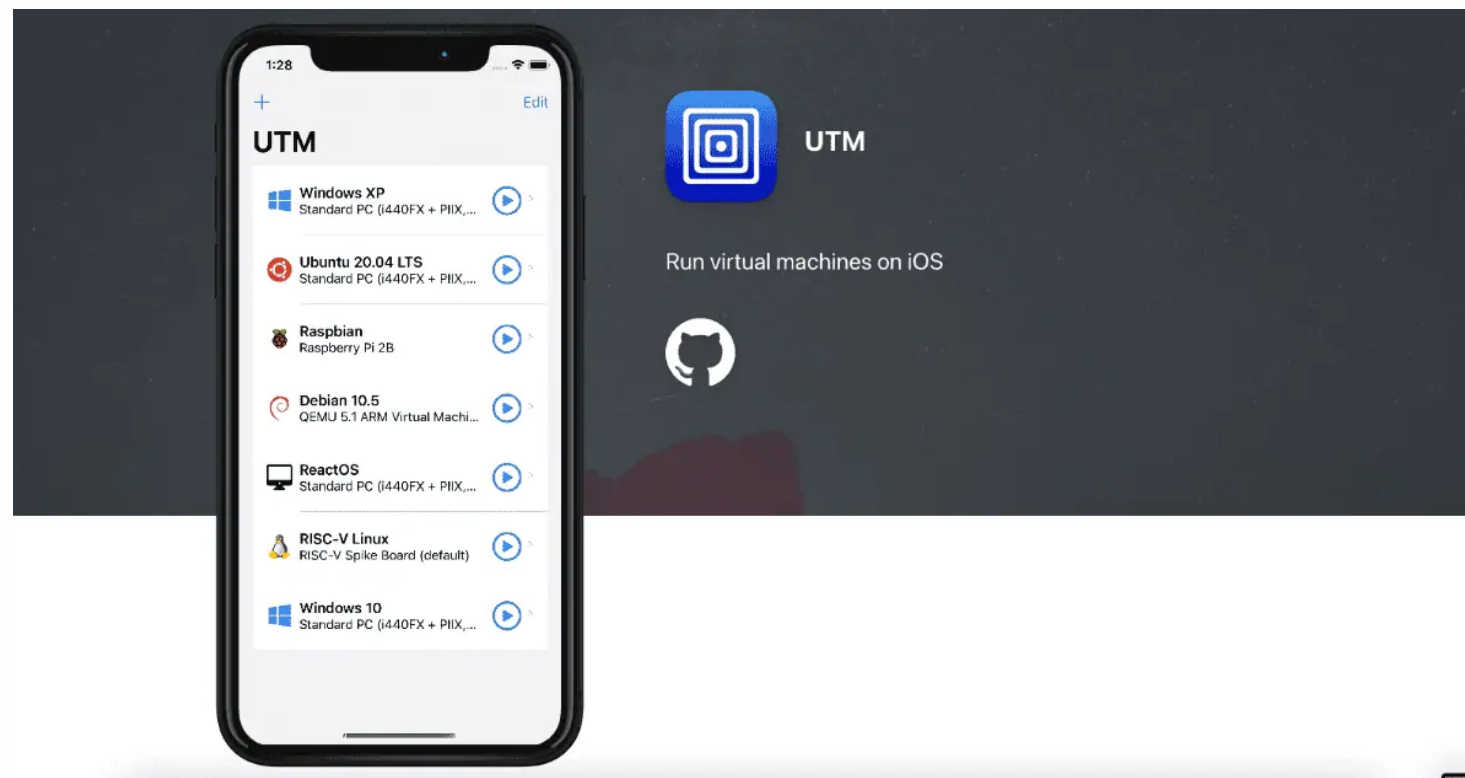 1:28
Edit
UTM
Windows XP
Standard PC (i440FX + PIIX,...
Ubuntu 20.04 LTS
Standard PC (i440FX + PIIX,...
Raspbian
Raspberry Pi 2B
Debian 10.5
QEMU 5.1 ARM Virtual Machi...
ReactOS
Standard PC (i440FX + PIIX,...
RISC-V Linux
RISC-V Spike Board (default)
Windows 10
Standard PC (i440FX + PIIX,...
UTM
Run virtual machines on iOS